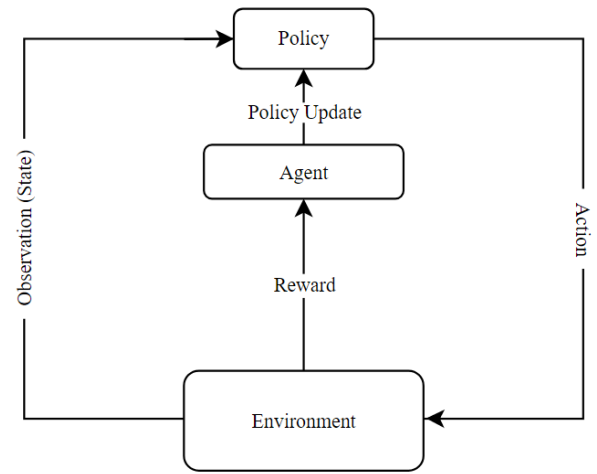 Policy
Policy Update
Agent
Observation (State)
Action
Reward
Environment